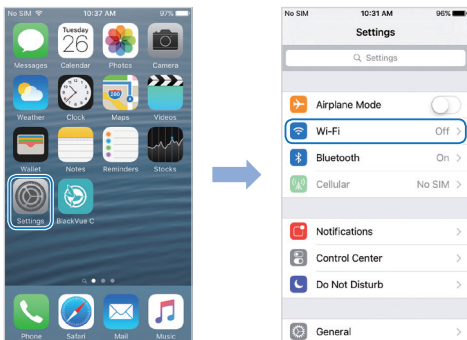 No SIM 10:37 AM 97%
Tuesday
26
Messages Calendar Photos Camera
280
Weather Clock Maps Videos
Wallet Notes Reminders Stocks
Settings BlackVue C
Phone Safari Mail Music
No SIM 10:31 AM 96%
Settings
Settings
Airplane Mode
Wi-Fi Off
Bluetooth On
Cellular No SIM
Notifications
Control Center
Do Not Disturb
General